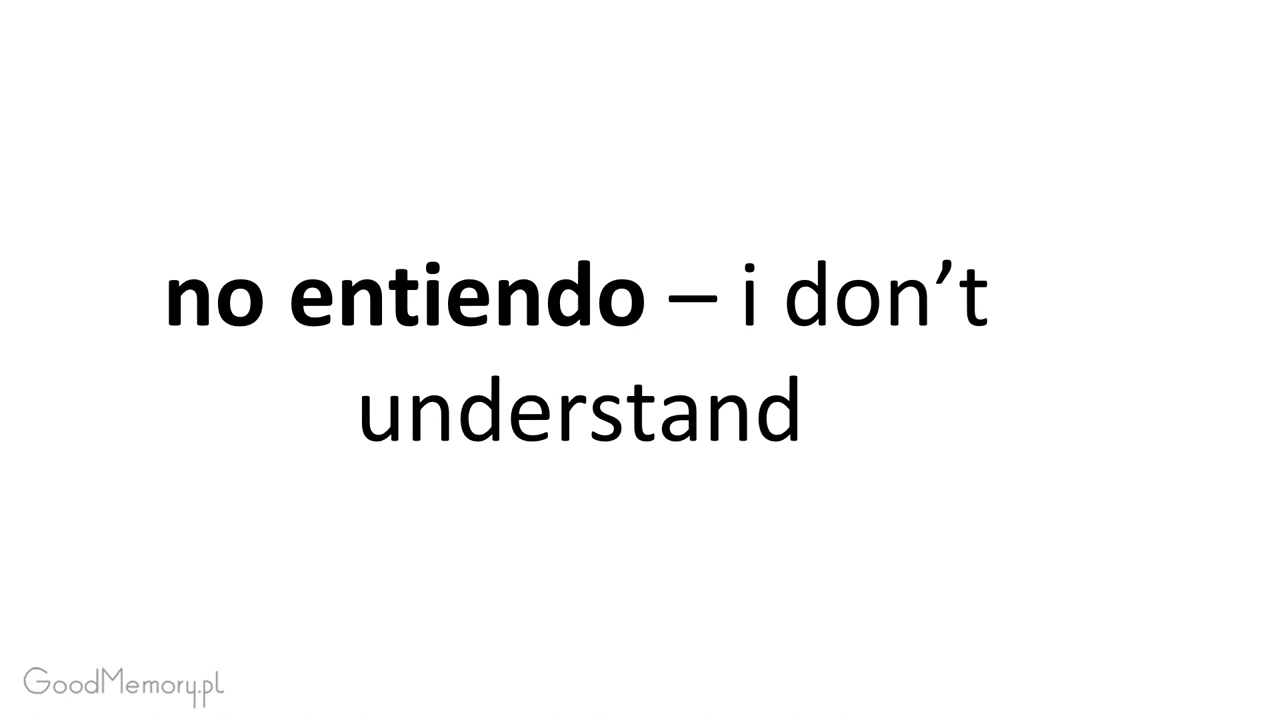 no entiendo – i don’t
understand
GoodMemory.pl